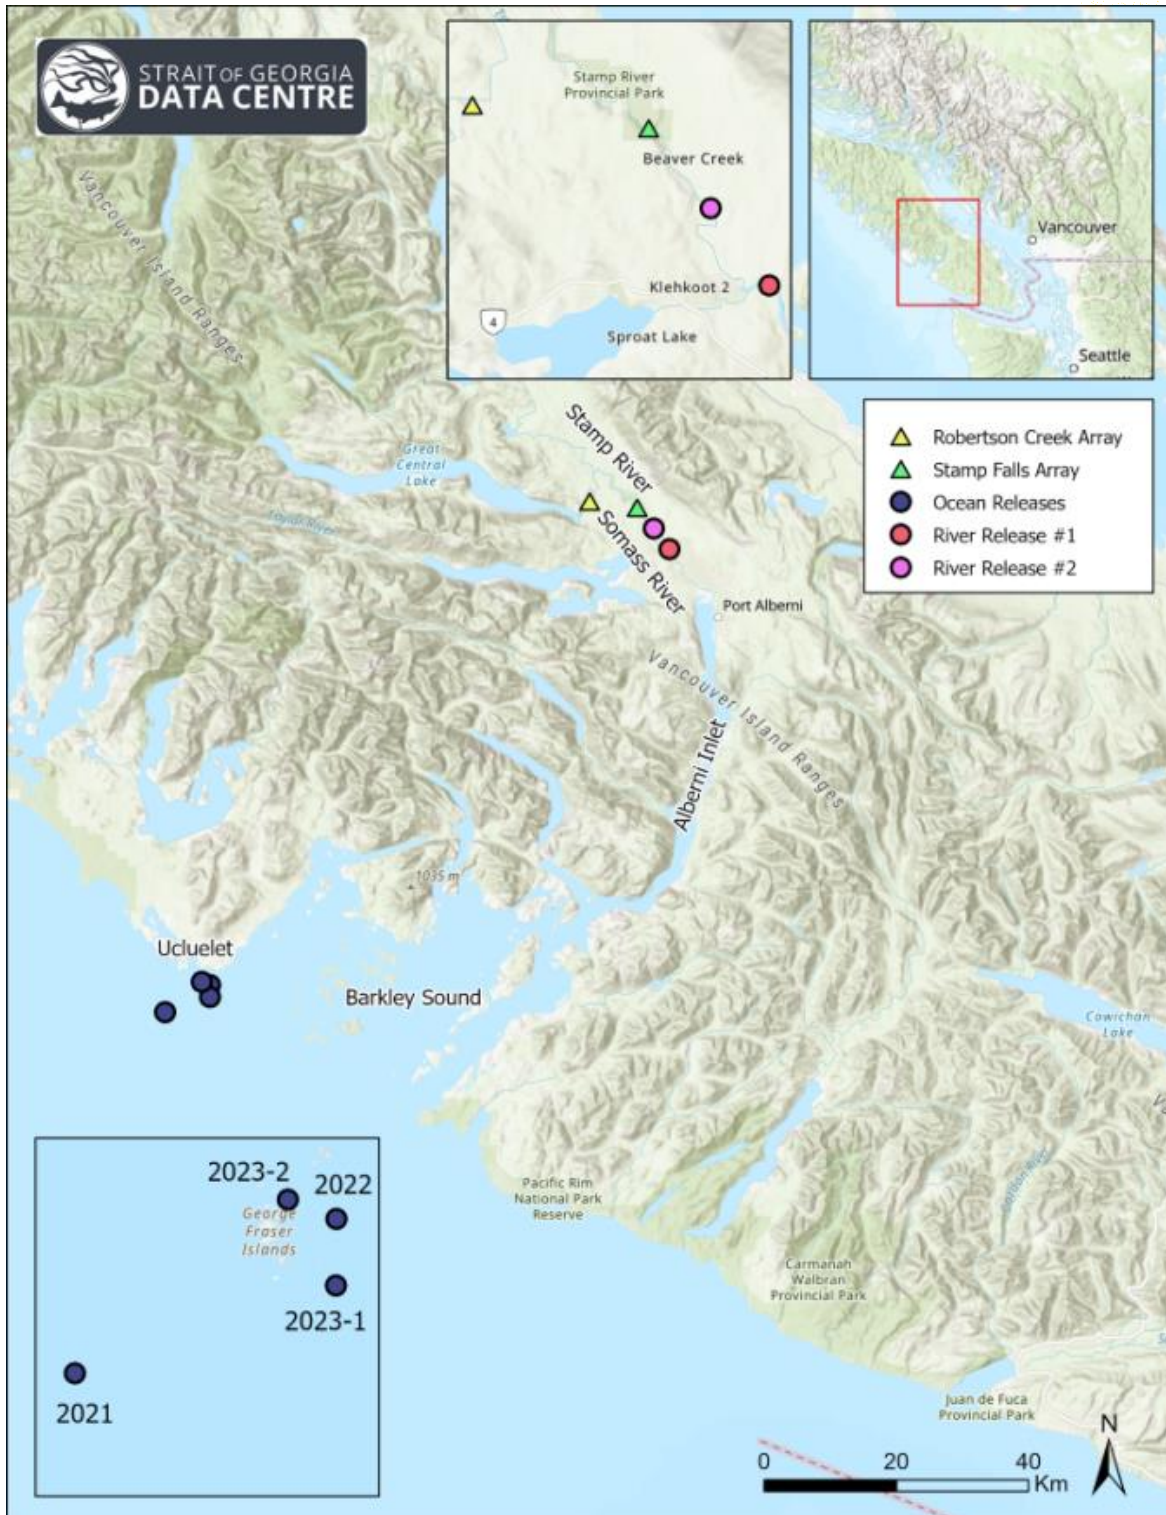 STRAIT OF GEORGIA
DATA CENTRE
Stamp River
Provincial Park
Beaver Creek
Klehkoot 2
4
Sproat Lake
Vancouver
Seattle
Robertson Creek Array
Stamp Falls Array
Ocean Releases
River Release #1
River Release #2
Vancouver Island Ranges
Great
Central
Lake
Taylor River
Stamp River
Somass River
Port Alberni
Vancouver Island Ranges
Alberni Inlet
1035 m
Ucluelet
Barkley Sound
Cowichan
Lake
Pacific Rim
National Park
Reserve
Carmanah
Walbran
Provincial Park
Juan de Fuca
Provincial Park
2023-2
2022
George
Fraser
Islands
2023-1
2021
N
0 20 40
Km